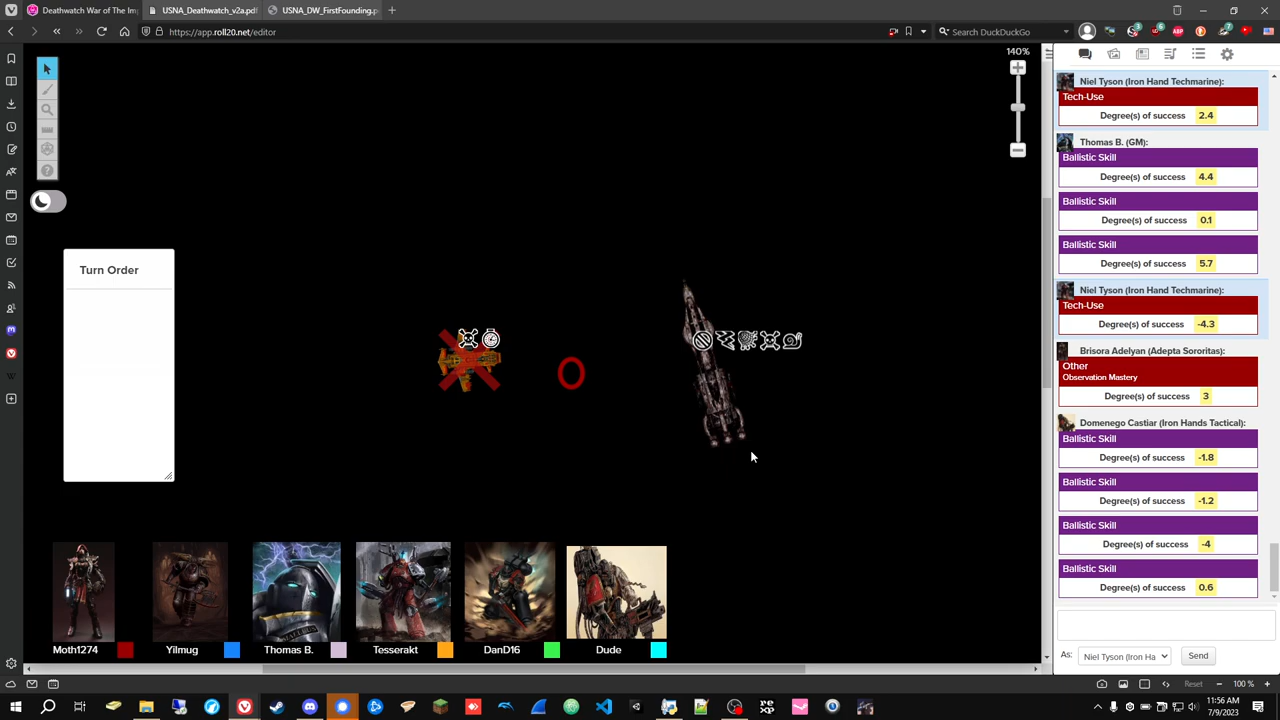 Deathwatch War of The Im
USNA_Deathwatch_v2a.pdf
USNA_DW_FirstFounding.p
https://app.roll20.net/editor
Search DuckDuckGo
140%
Turn Order
Niel Tyson (Iron Hand Techmarine):
Tech-Use
Degree(s) of success 2.4
Thomas B. (GM):
Ballistic Skill
Degree(s) of success 4.4
Ballistic Skill
Degree(s) of success 0.1
Ballistic Skill
Degree(s) of success 5.7
Niel Tyson (Iron Hand Techmarine):
Tech-Use
Degree(s) of success -4.3
Brisora Adelyan (Adepta Sororitas):
Other
Observation Mastery
Degree(s) of success 3
Domenego Castiar (Iron Hands Tactical):
Ballistic Skill
Degree(s) of success -1.8
Ballistic Skill
Degree(s) of success -1.2
Ballistic Skill
Degree(s) of success -4
Ballistic Skill
Degree(s) of success 0.6
As: Niel Tyson (Iron Ha Send
Moth1274
Yilmug
Thomas B.
Tesserakt
DanD16
Dude
Reset 100 %
11:56 AM
7/9/2023